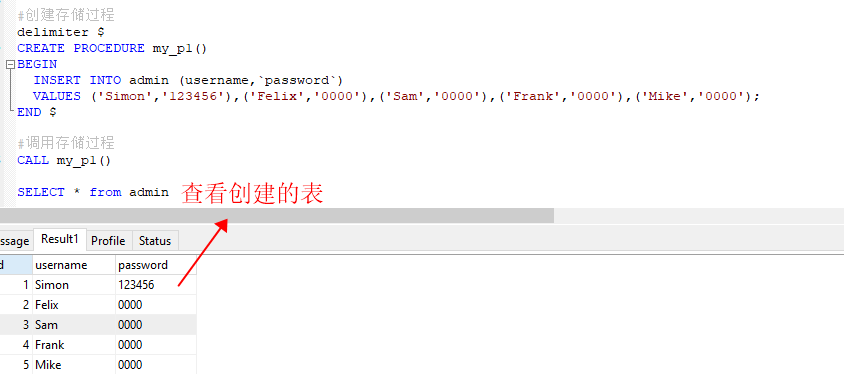 #创建存储过程
delimiter $
CREATE PROCEDURE my_p1()
BEGIN
INSERT INTO admin (username,`password`)
VALUES ('Simon','123456'),('Felix','0000'),('Sam','0000'),('Frank','0000'),('Mike','0000');
END $
#调用存储过程
CALL my_p1()
SELECT * from admin 查看创建的表
ssage Result1 Profile Status
d username password
1 Simon 123456
2 Felix 0000
3 Sam 0000
4 Frank 0000
5 Mike 0000